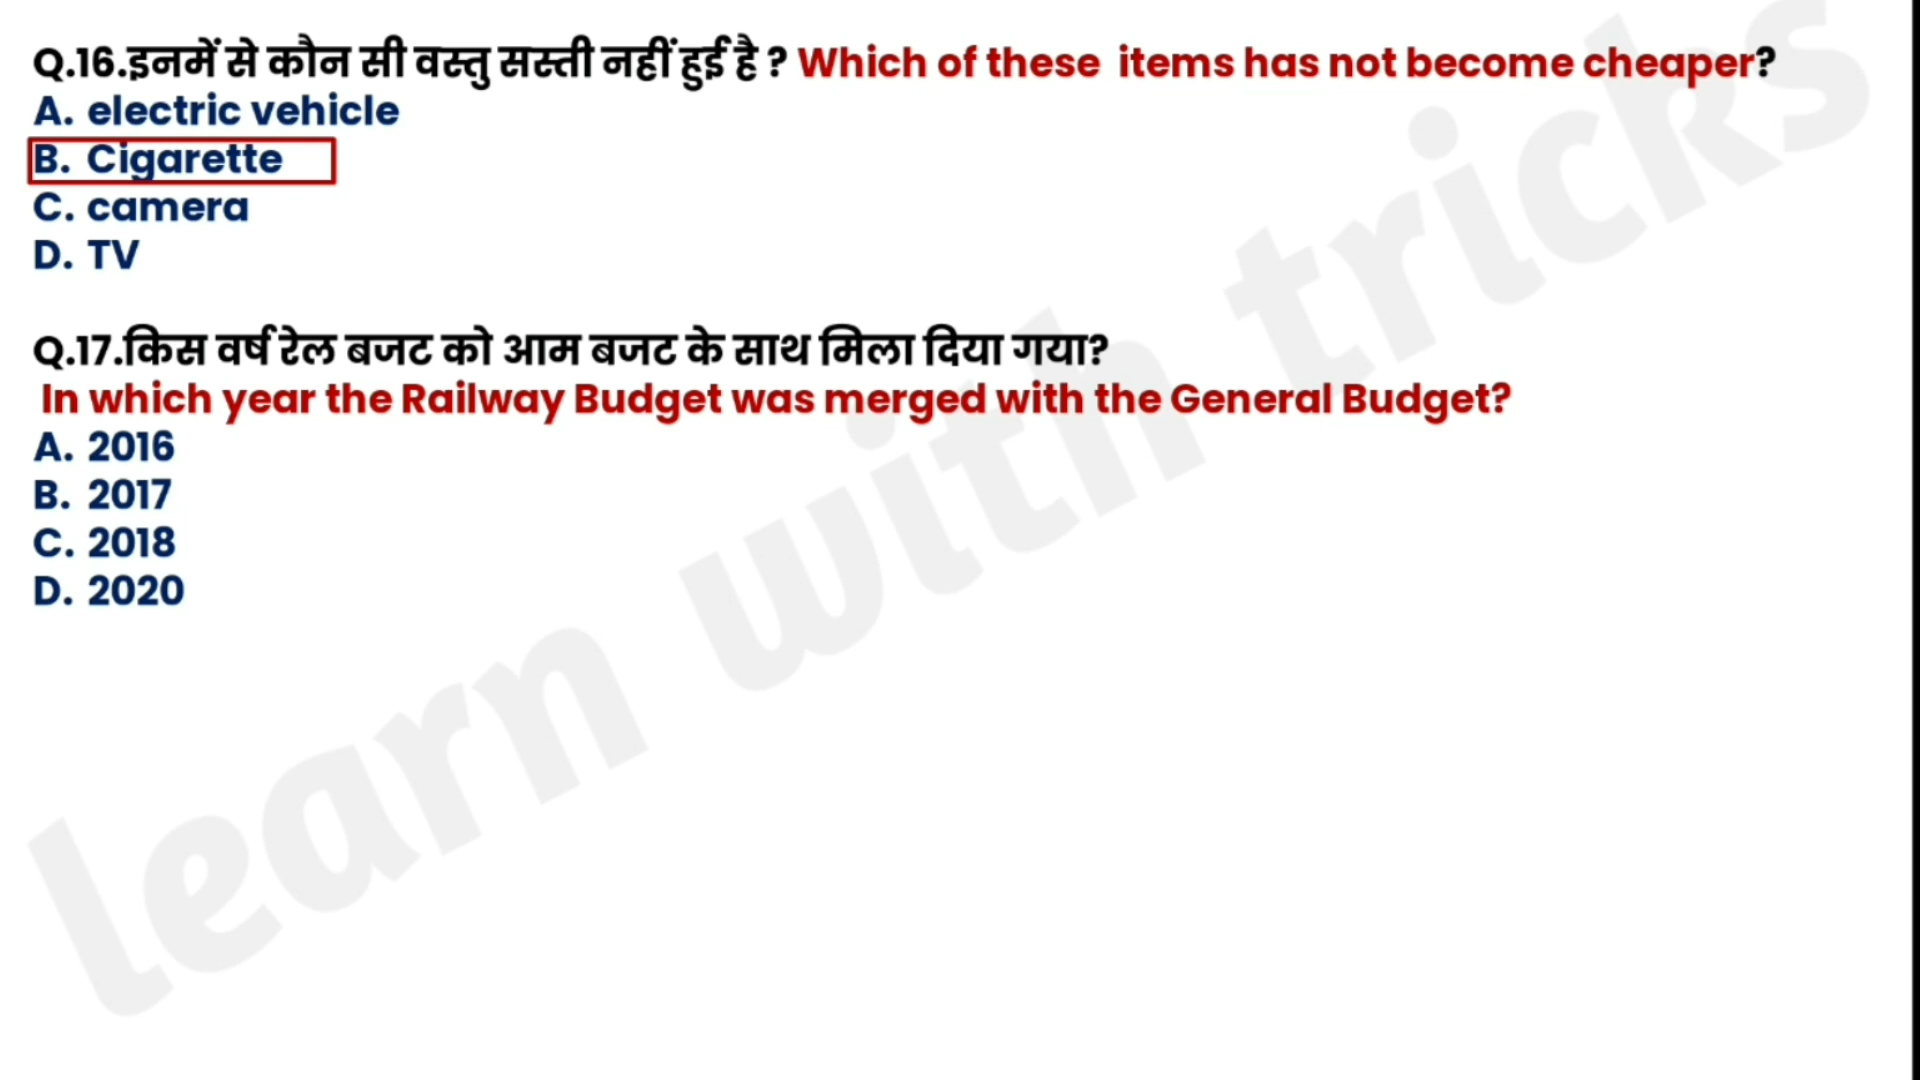 Q.16.इनमें से कौन सी वस्तु सस्ती नहीं हुई है ? Which of these items has not become cheaper?
A. electric vehicle
B. Cigarette
C. camera
D. TV
Q.17.किस वर्ष रेल बजट को आम बजट के साथ मिला दिया गया?
In which year the Railway Budget was merged with the General Budget?
A. 2016
B. 2017
C. 2018
D. 2020
learn with tricks